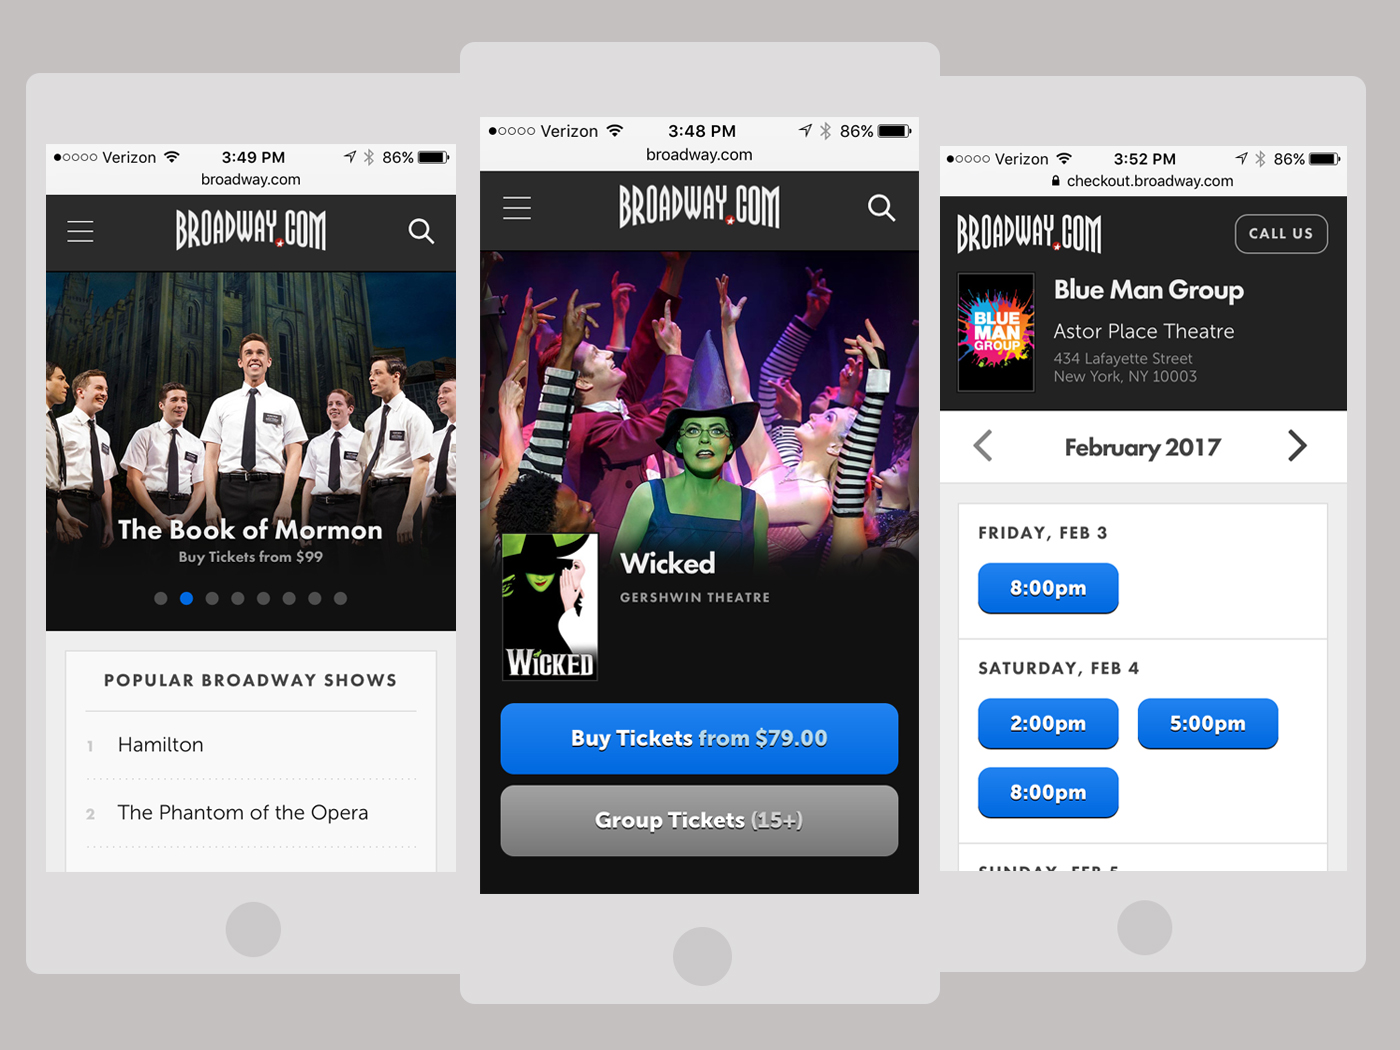 Verizon 3:49 PM 86%
broadway.com
BROADWAY.COM
The Book of Mormon
Buy Tickets from $99
POPULAR BROADWAY SHOWS
1 Hamilton
2 The Phantom of the Opera
Verizon 3:48 PM 86%
broadway.com
BROADWAY.COM
Wicked
GERSHWIN THEATRE
WICKED
Buy Tickets from $79.00
Group Tickets (15+)
Verizon 3:52 PM 86%
checkout.broadway.com
BROADWAY.COM
CALL US
BLUE
MAN
GROUP
Blue Man Group
Astor Place Theatre
434 Lafayette Street
New York, NY 10003
February 2017
FRIDAY, FEB 3
8:00pm
SATURDAY, FEB 4
2:00pm 5:00pm
8:00pm
SUNDAY, FEB 5